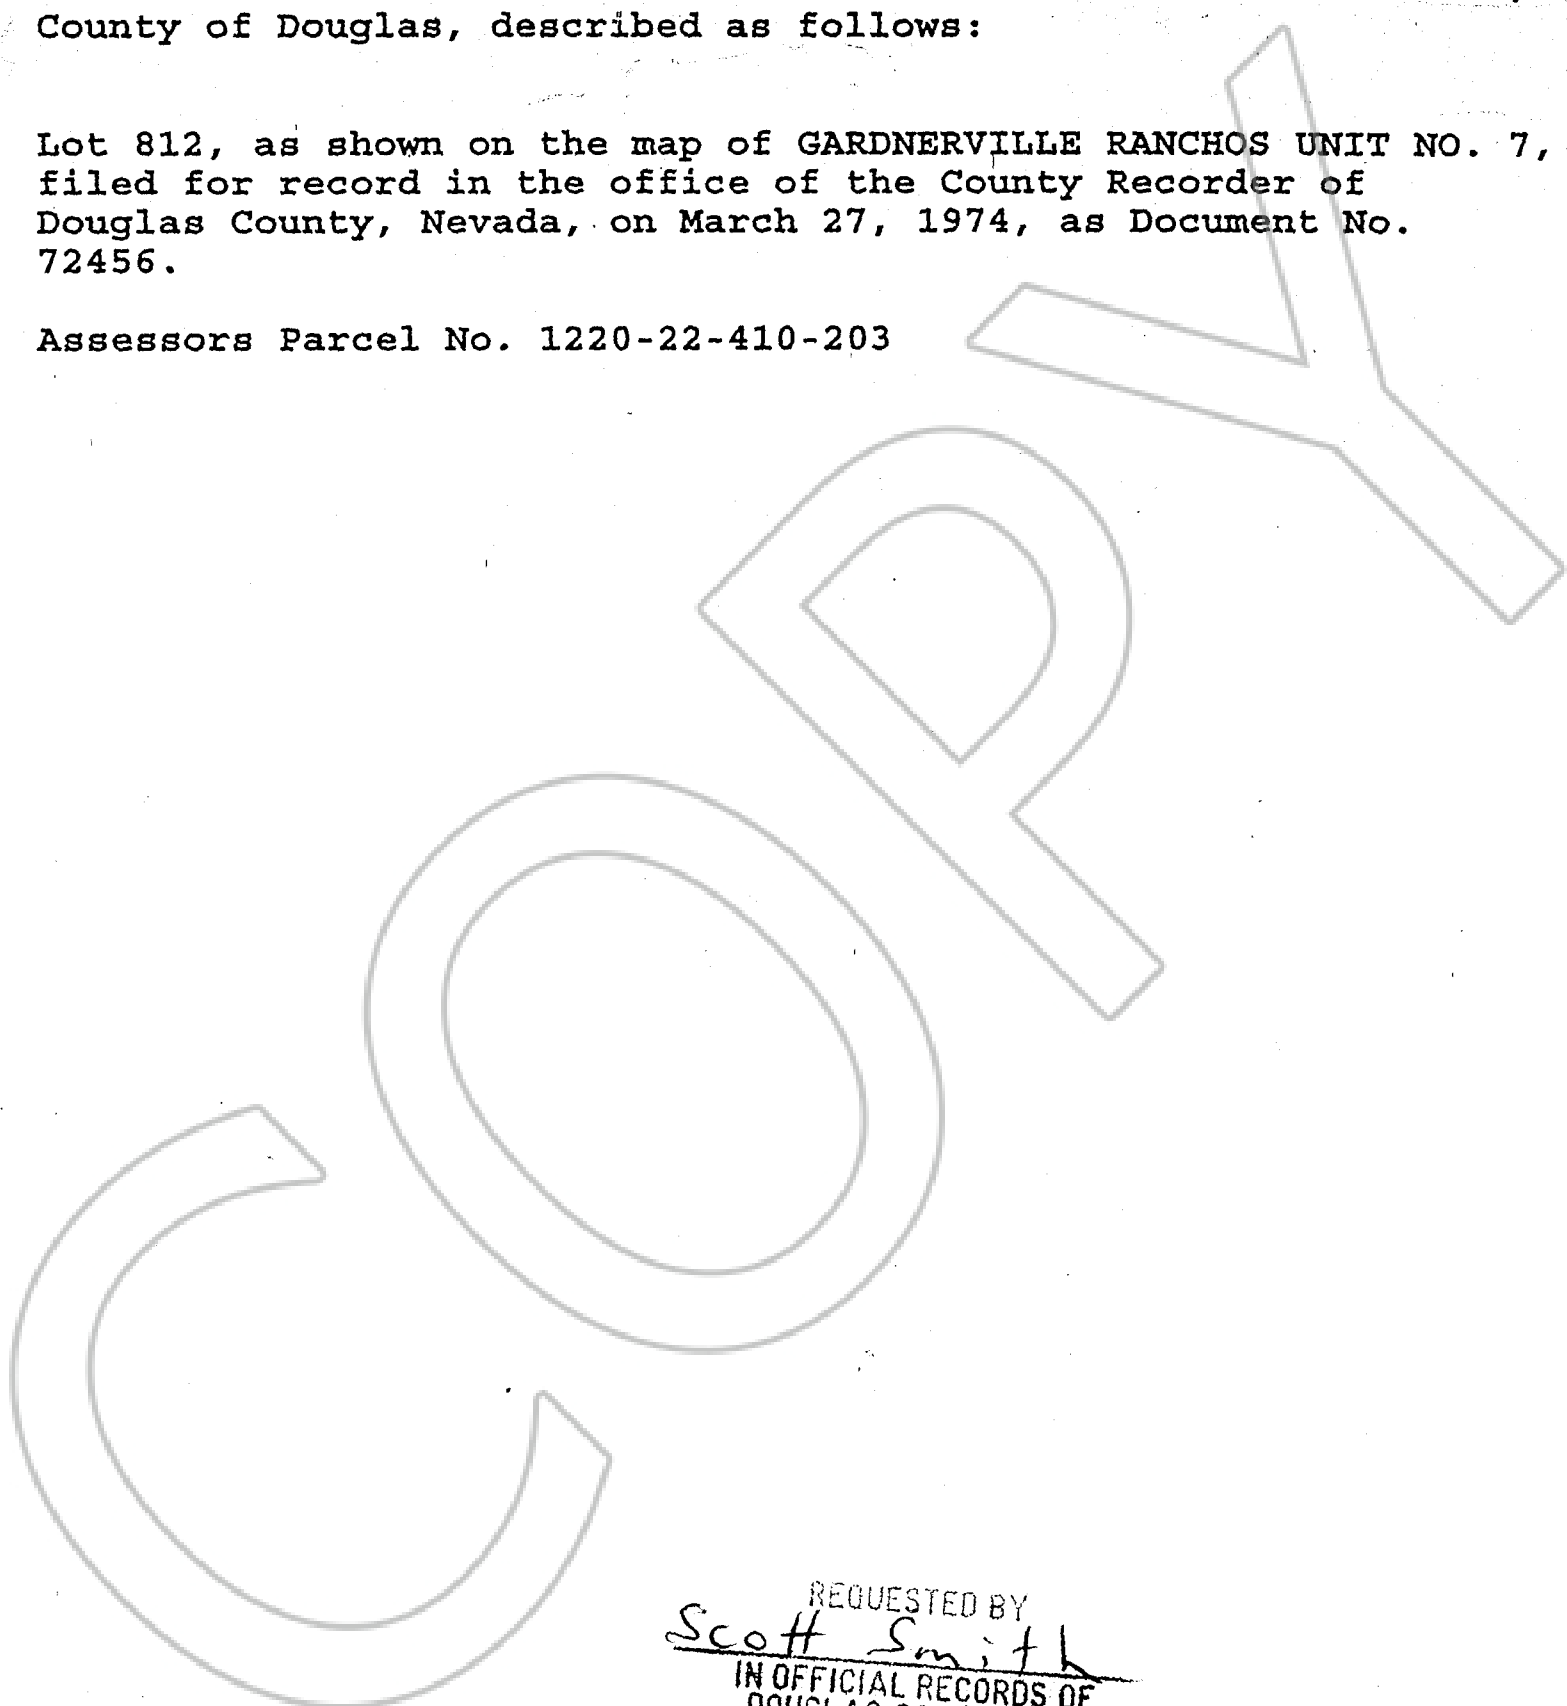 County of Douglas, described as follows:
Lot 812, as shown on the map of GARDNERVILLE RANCHOS UNIT NO. 7,
filed for record in the office of the County Recorder of
Douglas County, Nevada, on March 27, 1974, as Document No.
72456.
Assessors Parcel No. 1220-22-410-203
COPY
REQUESTED BY
Scott Smith
IN OFFICIAL RECORDS OF